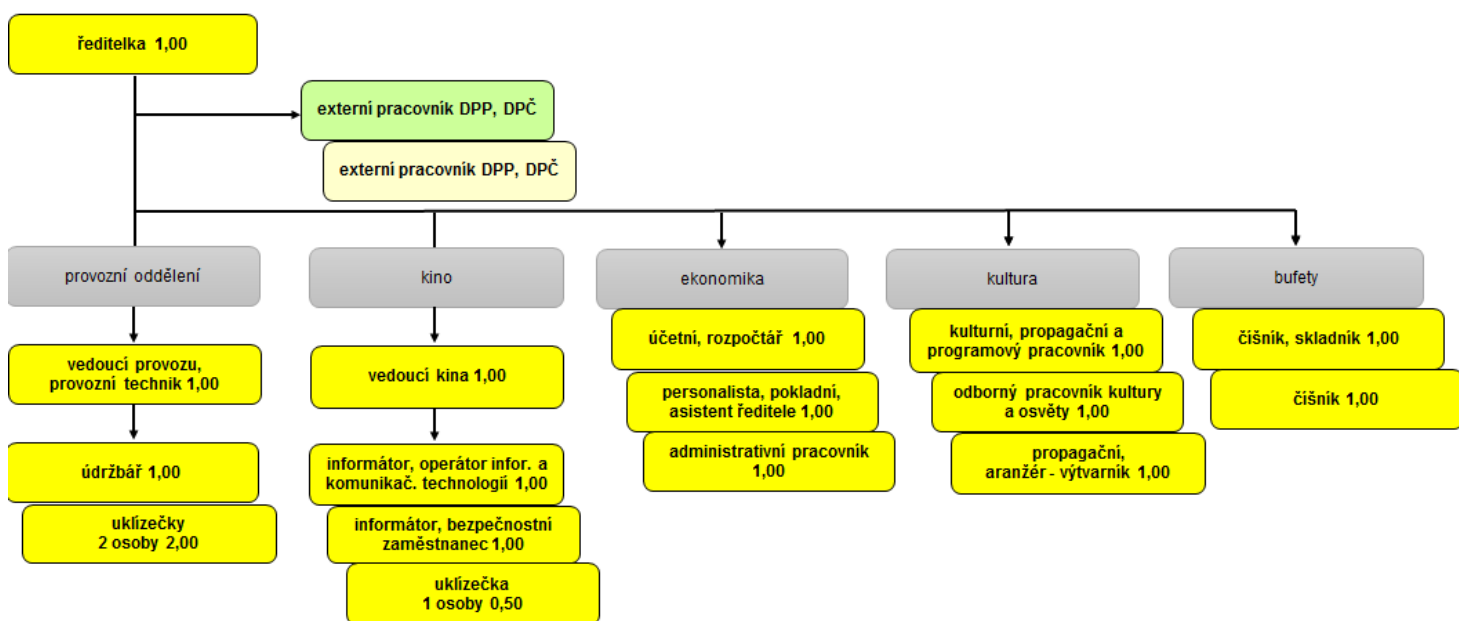 ředitelka 1,00
externí pracovník DPP, DPČ
externí pracovník DPP, DPČ
provozní oddělení
vedoucí provozu,
provozní technik 1,00
údržbář 1,00
uklízečky
2 osoby 2,00
kino
vedoucí kina 1,00
informátor, operátor infor. a
komunikač. technologií 1,00
informátor, bezpečnostní
zaměstnanec 1,00
uklízečka
1 osoby 0,50
ekonomika
účetní, rozpočtář 1,00
personalista, pokladní,
asistent ředitele 1,00
administrativní pracovník
1,00
kultura
kulturní, propagační a
programový pracovník 1,00
odborný pracovník kultury
a osvěty 1,00
propagační,
aranžér - výtvarník 1,00
bufety
číšník, skladník 1,00
číšník 1,00